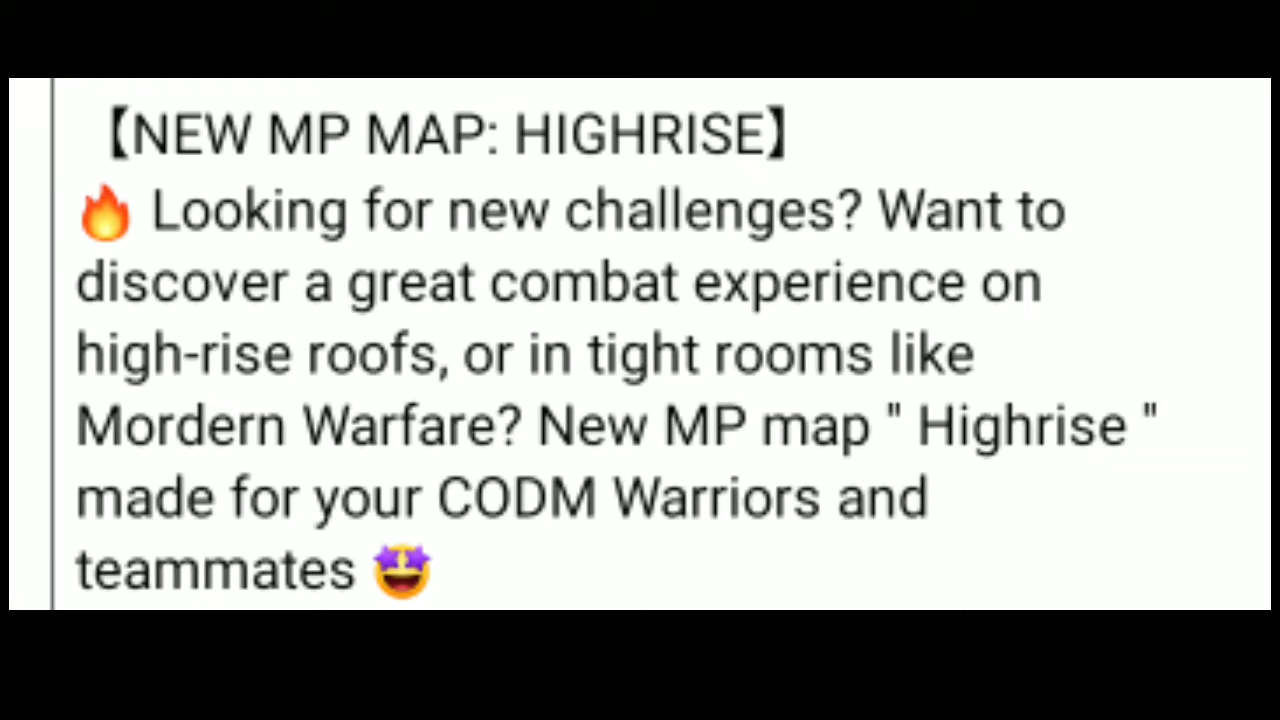 【NEW MP MAP: HIGHRISE】
🔥 Looking for new challenges? Want to
discover a great combat experience on
high-rise roofs, or in tight rooms like
Mordern Warfare? New MP map " Highrise "
made for your CODM Warriors and
teammates 🤩